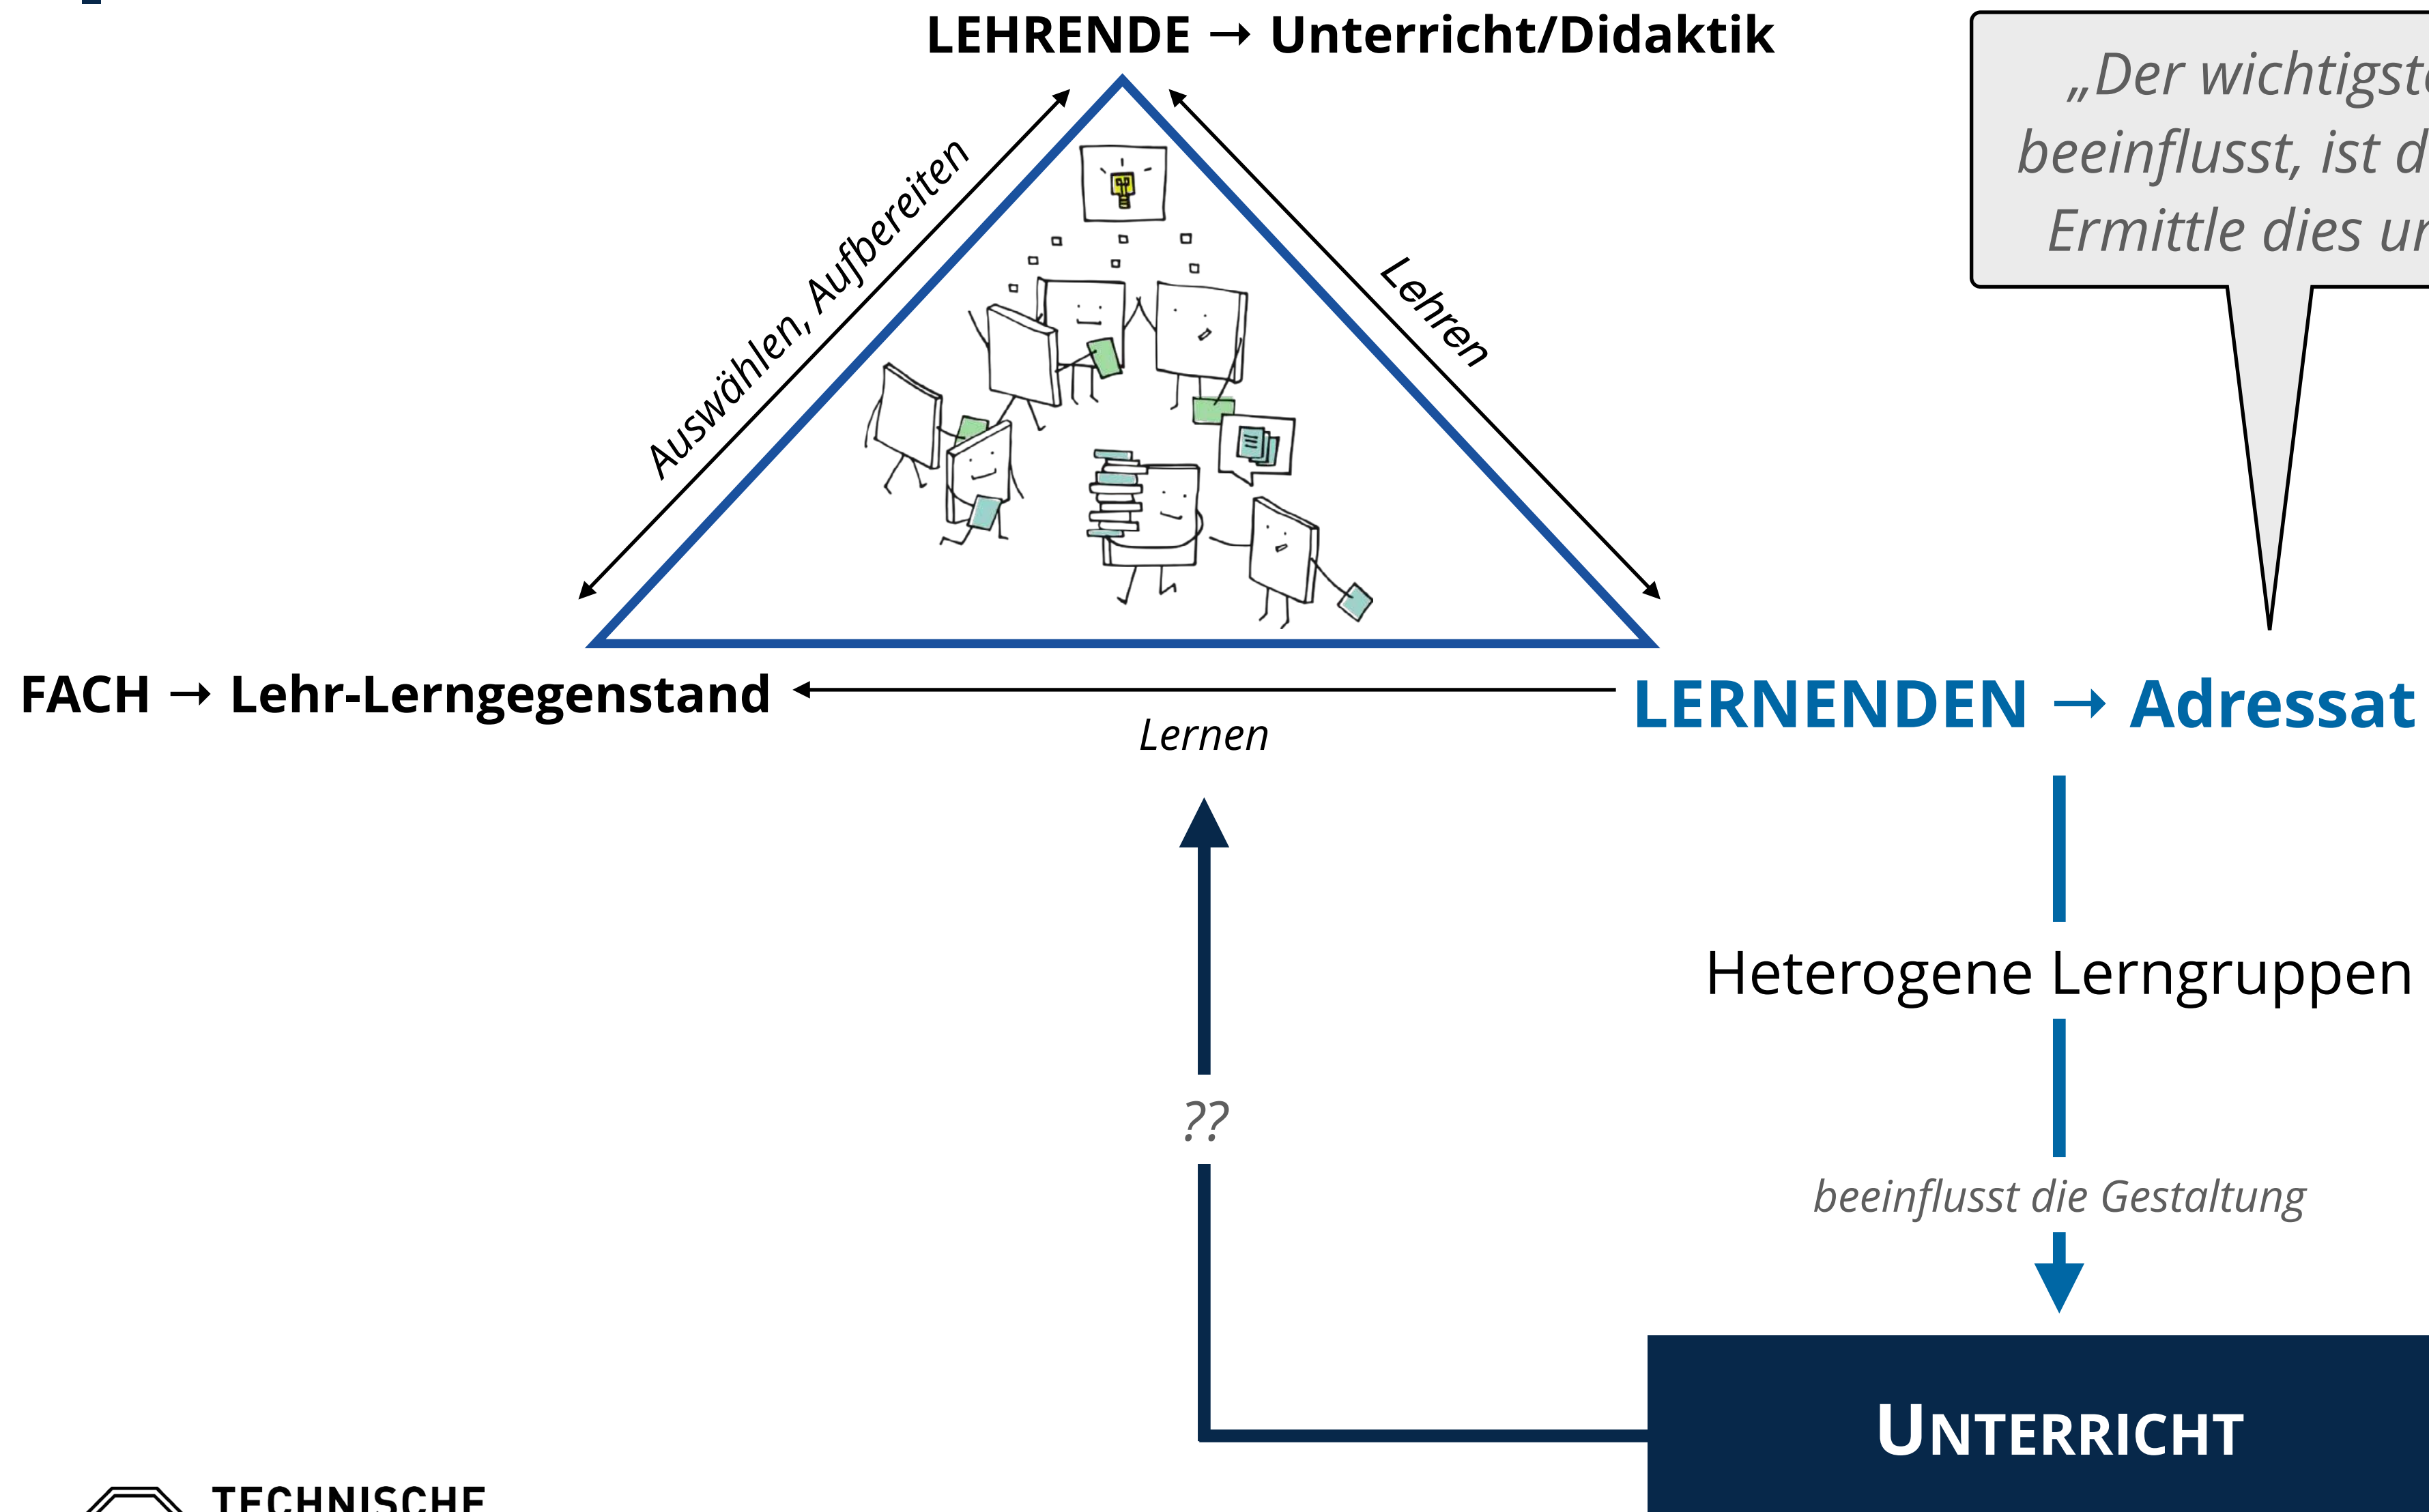 LEHRENDE → Unterricht/Didaktik
„Der wichtigste
beeinflusst, ist d
Ermittle dies un
Auswählen, Aufbereiten
Lehren
FACH → Lehr-Lerngegenstand
LERNENDEN → Adressat
Lernen
Heterogene Lerngruppen
??
beeinflusst die Gestaltung
UNTERRICHT
TECHNISCHE